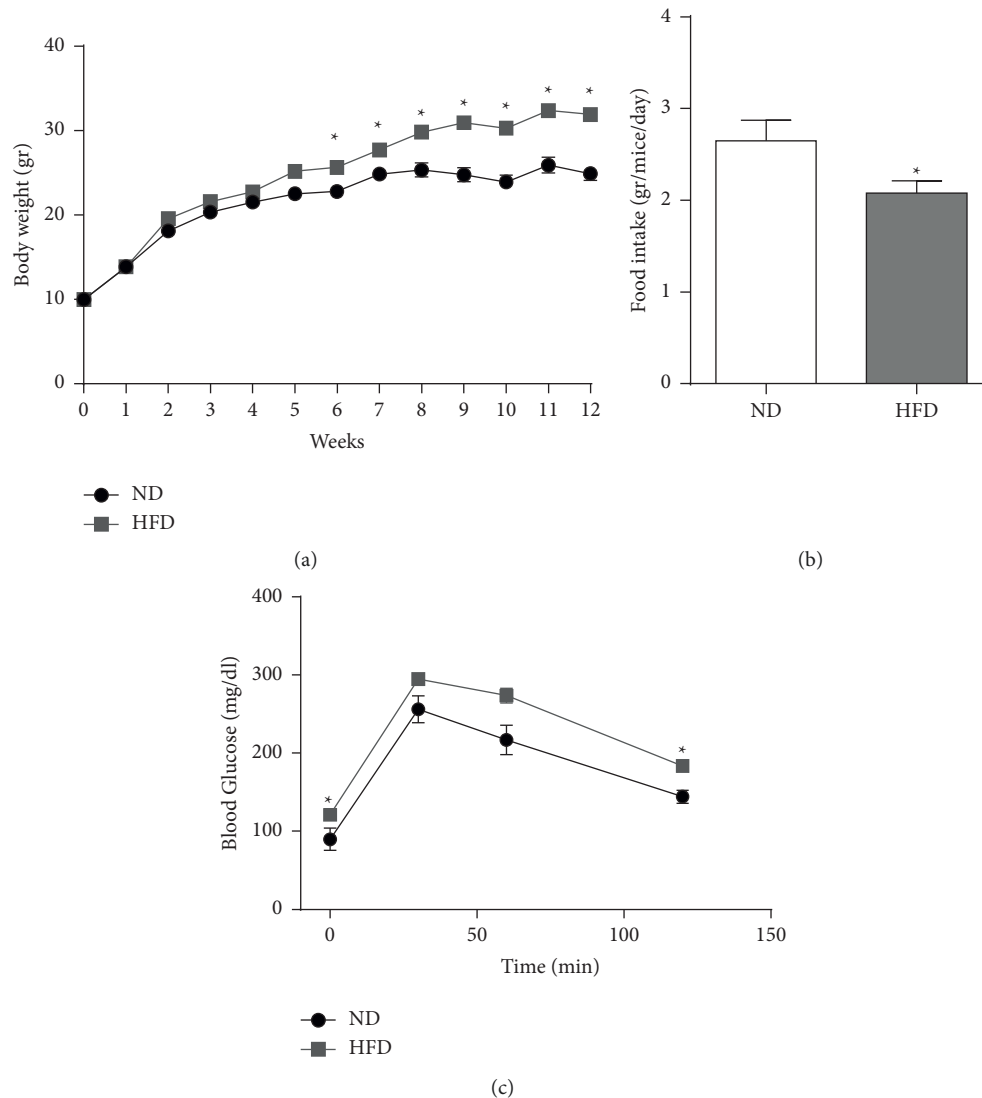 40
30
20
10
0
Body weight (gr)
* * * * * * *
0 1 2 3 4 5 6 7 8 9 10 11 12
Weeks
ND
HFD
(a)
4
3
2
1
0
Food intake (gr/mice/day)
*
ND HFD
(b)
400
300
200
100
0
Blood Glucose (mg/dl)
* *
0 50 100 150
Time (min)
ND
HFD
(c)